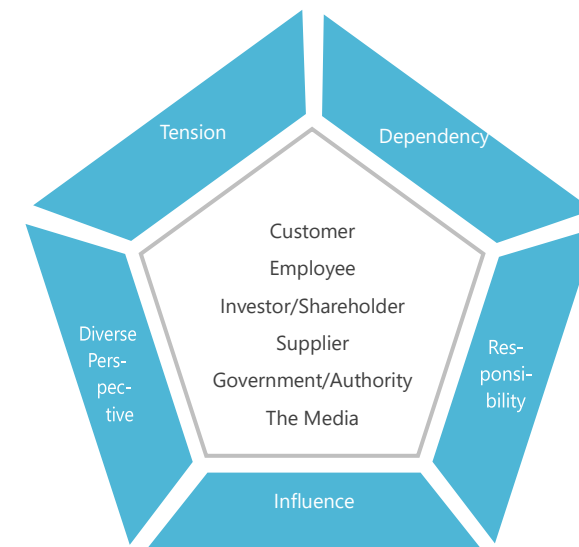 Tension
Dependency
Customer
Employee
Investor/Shareholder
Supplier
Government/Authority
The Media
Diverse
Pers-
pec-
tive
Res-
ponsi-
bility
Influence